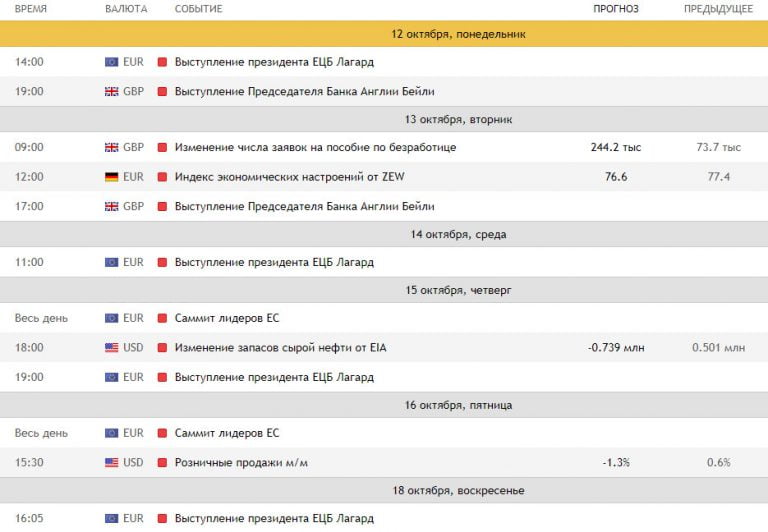 ВРЕМЯ ВАЛЮТА СОБЫТИЕ ПРОГНОЗ ПРЕДЫДУЩЕЕ
12 октября, понедельник
14:00 EUR Выступление президента ЕЦБ Лагард
19:00 GBP Выступление Председателя Банка Англии Бейли
13 октября, вторник
09:00 GBP Изменение числа заявок на пособие по безработице 244.2 тыс 73.7 тыс
12:00 EUR Индекс экономических настроений от ZEW 76.6 77.4
17:00 GBP Выступление Председателя Банка Англии Бейли
14 октября, среда
11:00 EUR Выступление президента ЕЦБ Лагард
15 октября, четверг
Весь день EUR Саммит лидеров ЕС
18:00 USD Изменение запасов сырой нефти от EIA -0.739 млн 0.501 млн
19:00 EUR Выступление президента ЕЦБ Лагард
16 октября, пятница
Весь день EUR Саммит лидеров ЕС
15:30 USD Розничные продажи м/м -1.3% 0.6%
18 октября, воскресенье
16:05 EUR Выступление президента ЕЦБ Лагард